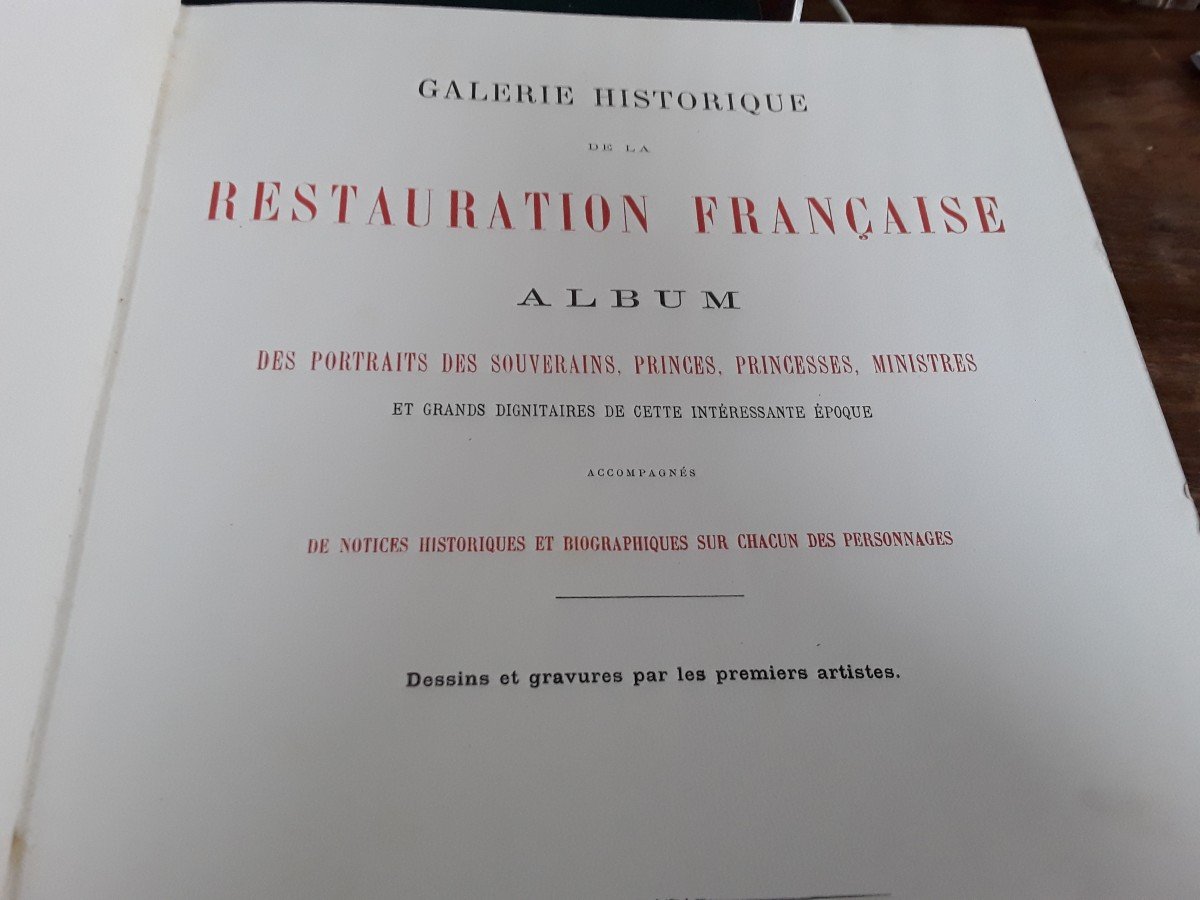 GALERIE HISTORIQUE
DE LA
RESTAURATION FRANÇAISE
ALBUM
DES PORTRAITS DES SOUVERAINS, PRINCES, PRINCESSES, MINISTRES
ET GRANDS DIGNITAIRES DE CETTE INTÉRESSANTE ÉPOQUE
ACCOMPAGNÉS
DE NOTICES HISTORIQUES ET BIOGRAPHIQUES SUR CHACUN DES PERSONNAGES
Dessins et gravures par les premiers artistes.